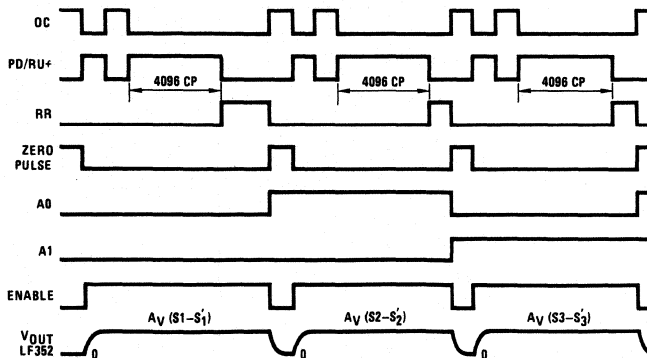 OC
PD/RU+
4096 CP 4096 CP 4096 CP
RR
ZERO
PULSE
A0
A1
ENABLE
AV (S1–S'1) AV (S2–S'2) AV (S3–S'3)
VOUT
LF352
0 0 0